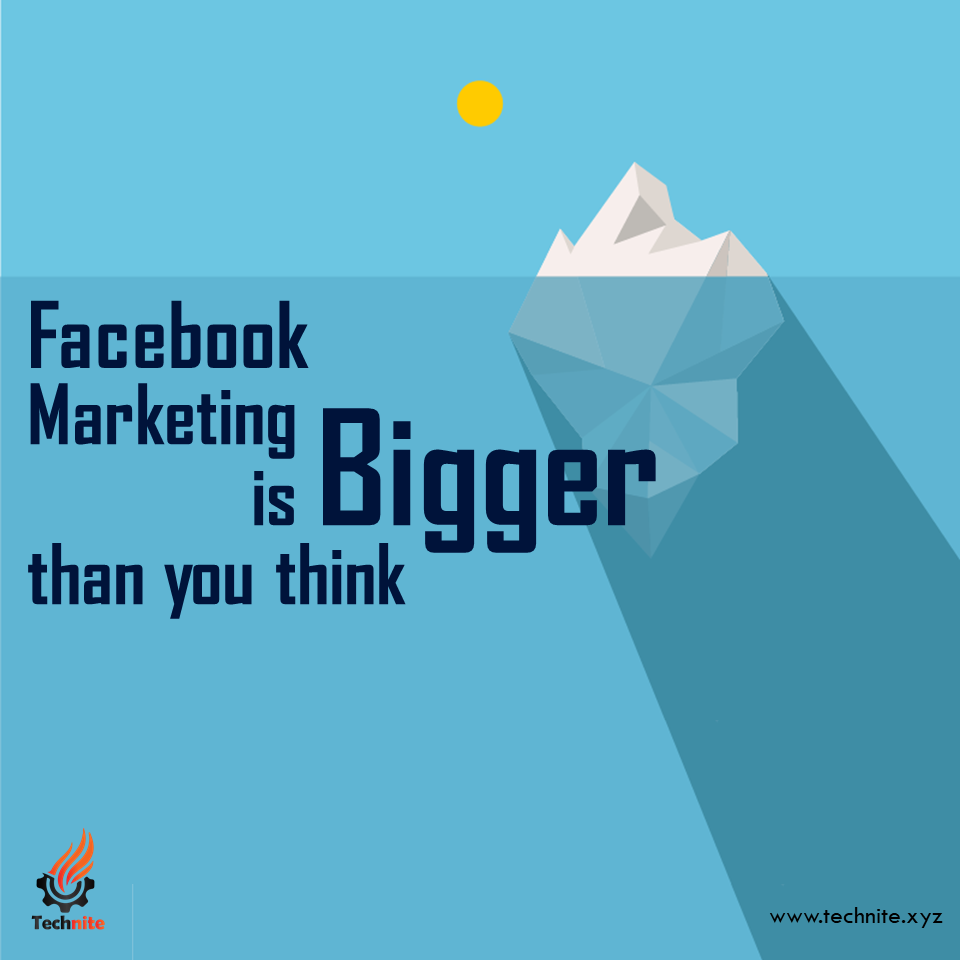 Facebook
Marketing
is Bigger
than you think
Technite
www.technite.xyz